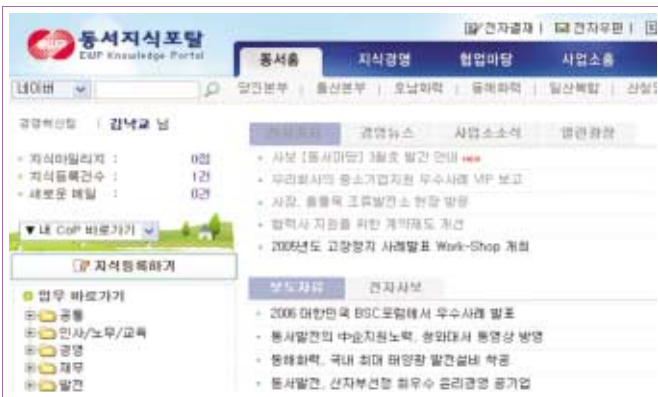 동서지식포탈
EWP Knowledge Portal
전자결재 | 전자우편 |
동서홈 지식경영 협업마당 사업소홈
네이버
당진본부 | 울산본부 | 호남화력 | 동해화력 | 일산복합 |
경영혁신팀 | 김낙교 님
지식마일리지 : 0점
지식등록건수 : 1건
새로운 메일 : 0건
▼ 내 CoP 바로가기
지식등록하기
업무 바로가기
공통
인사/노무/교육
경영
재무
발전
경영뉴스 사업소소식 열린광장
사보 [동서마당] 3월호 발간 안내
우리회사의 중소기업지원 우수사례 VIP 보고
사장, 울돌목 조류발전소 현장 방문
협력사 지원을 위한 계약제도 개선
2005년도 고장정지 사례발표 Work-Shop 개최
보도자료 전자사보
2006 대한민국 BSC포럼에서 우수사례 발표
동서발전의 中企지원노력, 청와대서 동영상 방영
동해화력, 국내 최대 태양광 발전설비 착공
동서발전, 산자부선정 최우수 윤리경영 공기업